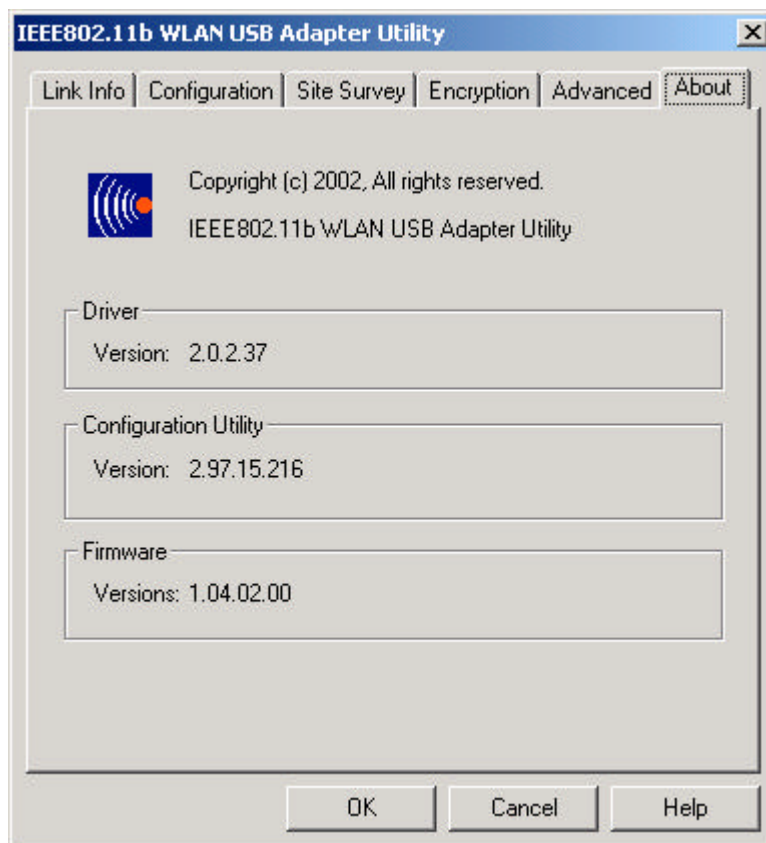 IEEE802.11b WLAN USB Adapter Utility
Link Info Configuration Site Survey Encryption Advanced About
Copyright (c) 2002, All rights reserved.
IEEE802.11b WLAN USB Adapter Utility
Driver
Version: 2.0.2.37
Configuration Utility
Version: 2.97.15.216
Firmware
Versions: 1.04.02.00
OK Cancel Help